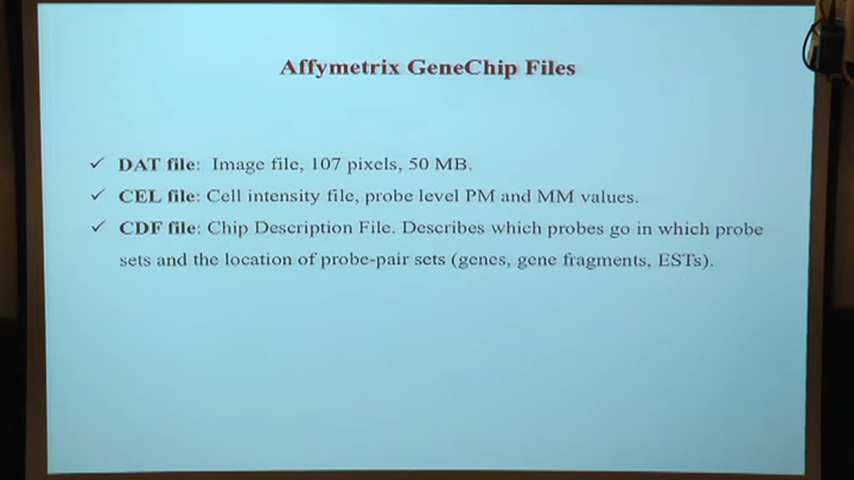 Affymetrix GeneChip Files
✓ DAT file: Image file, 107 pixels, 50 MB.
✓ CEL file: Cell intensity file, probe level PM and MM values.
✓ CDF file: Chip Description File. Describes which probes go in which probe
sets and the location of probe-pair sets (genes, gene fragments, ESTs).